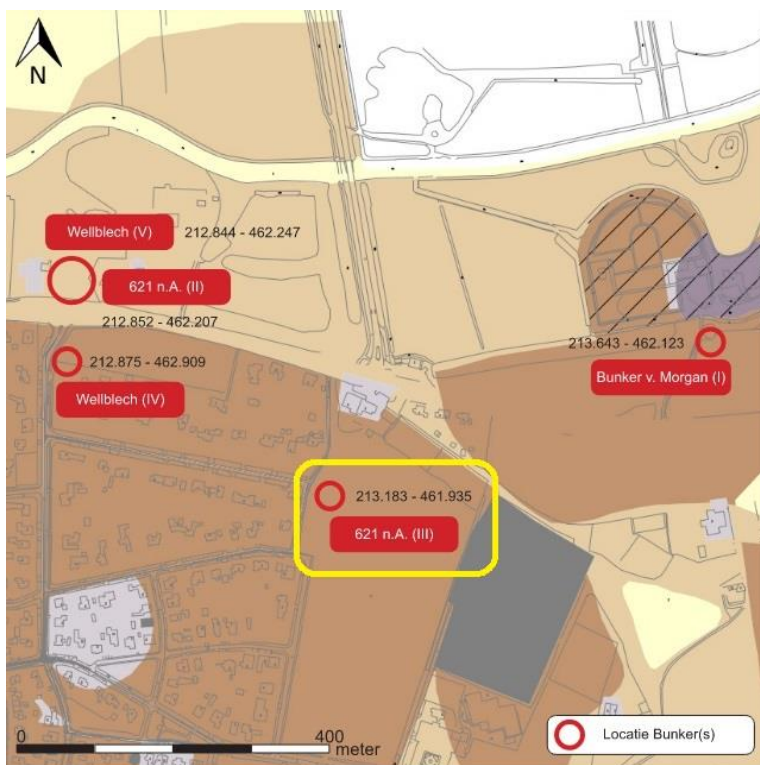 N
Wellblech (V) 212.844 - 462.247
621 n.A. (II)
212.852 - 462.207
212.875 - 462.909
Wellblech (IV)
213.643 - 462.123
Bunker v. Morgan (I)
213.183 - 461.935
621 n.A. (III)
0 400
meter
Locatie Bunker(s)